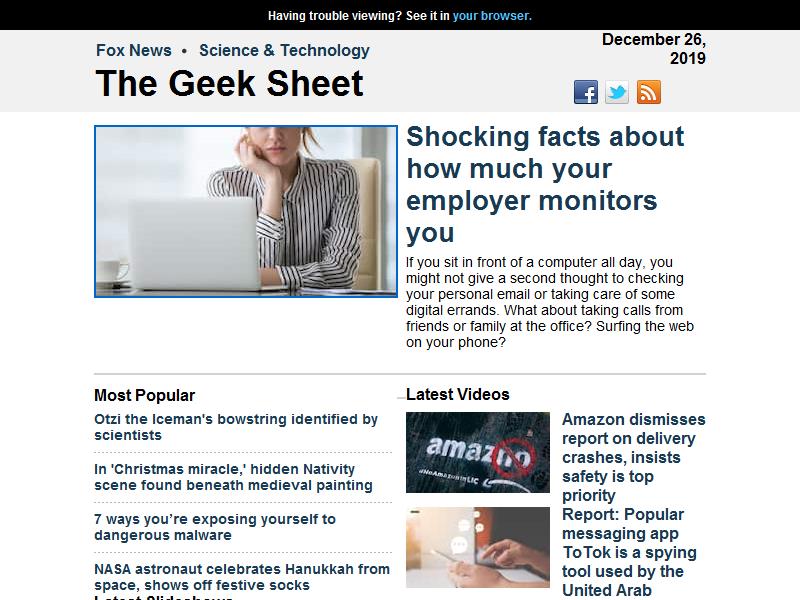 Having trouble viewing? See it in your browser.
Fox News • Science & Technology
The Geek Sheet
December 26,
2019
Shocking facts about
how much your
employer monitors
you
If you sit in front of a computer all day, you
might not give a second thought to checking
your personal email or taking care of some
digital errands. What about taking calls from
friends or family at the office? Surfing the web
on your phone?
Most Popular
Otzi the Iceman's bowstring identified by
scientists
In 'Christmas miracle,' hidden Nativity
scene found beneath medieval painting
7 ways you’re exposing yourself to
dangerous malware
NASA astronaut celebrates Hanukkah from
space, shows off festive socks
Latest Slideshows
Latest Videos
amazno
#NoAmazonInLIC
Amazon dismisses
report on delivery
crashes, insists
safety is top
priority
Report: Popular
messaging app
ToTok is a spying
tool used by the
United Arab